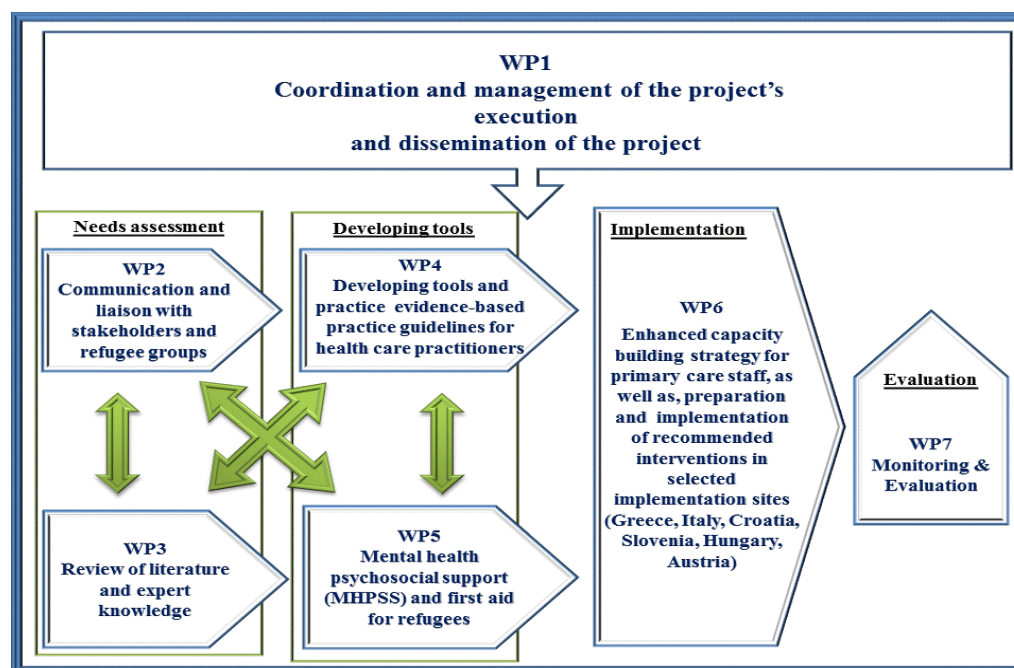 WP1
Coordination and management of the project's
execution
and dissemination of the project
Needs assessment
WP2
Communication and
liaison with
stakeholders and
refugee groups
WP3
Review of literature
and expert
knowledge
Developing tools
WP4
Developing tools and
practice evidence-based
practice guidelines for
health care practitioners
WP5
Mental health
psychosocial support
(MHPSS) and first aid
for refugees
Implementation
WP6
Enhanced capacity
building strategy for
primary care staff, as
well as, preparation
and implementation
of recommended
interventions in
selected
implementation sites
(Greece, Italy, Croatia,
Slovenia, Hungary,
Austria)
Evaluation
WP7
Monitoring &
Evaluation